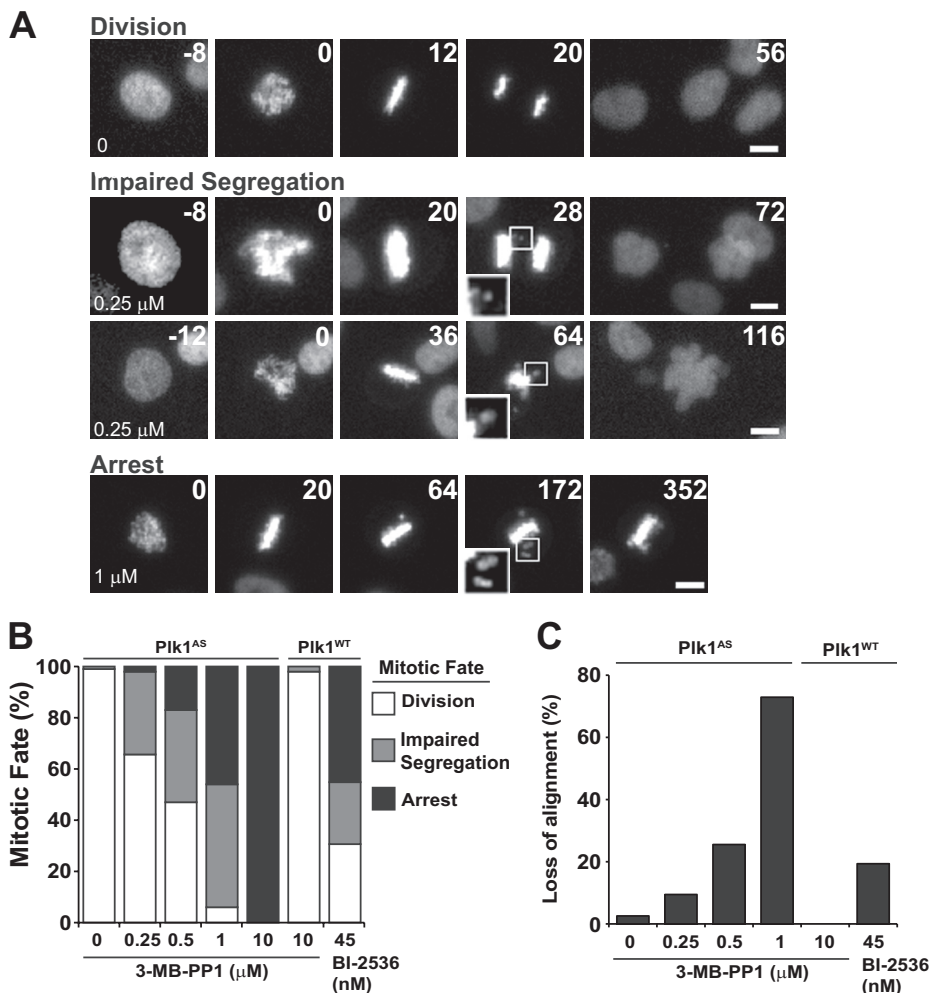 A
Division
-8 0 12 20 56
0
Impaired Segregation
-8 0 20 28 72
0.25 μM
-12 0 36 64 116
0.25 μM
Arrest
0 20 64 172 352
1 μM
B
Plk1AS Plk1WT
Mitotic Fate (%)
100
80
60
40
20
0
0 0.25 0.5 1 10 10 45
3-MB-PP1 (μM)
BI-2536
(nM)
Mitotic Fate
Division
Impaired
Segregation
Arrest
C
Plk1AS Plk1WT
Loss of alignment (%)
80
60
40
20
0
0 0.25 0.5 1 10 45
3-MB-PP1 (μM)
BI-2536
(nM)